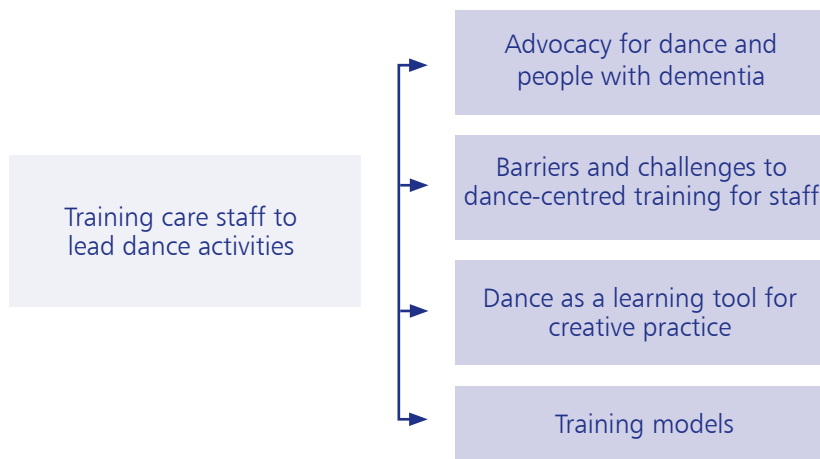 Advocacy for dance and
people with dementia
Barriers and challenges to
dance-centred training for staff
Training care staff to
lead dance activities
Dance as a learning tool for
creative practice
Training models